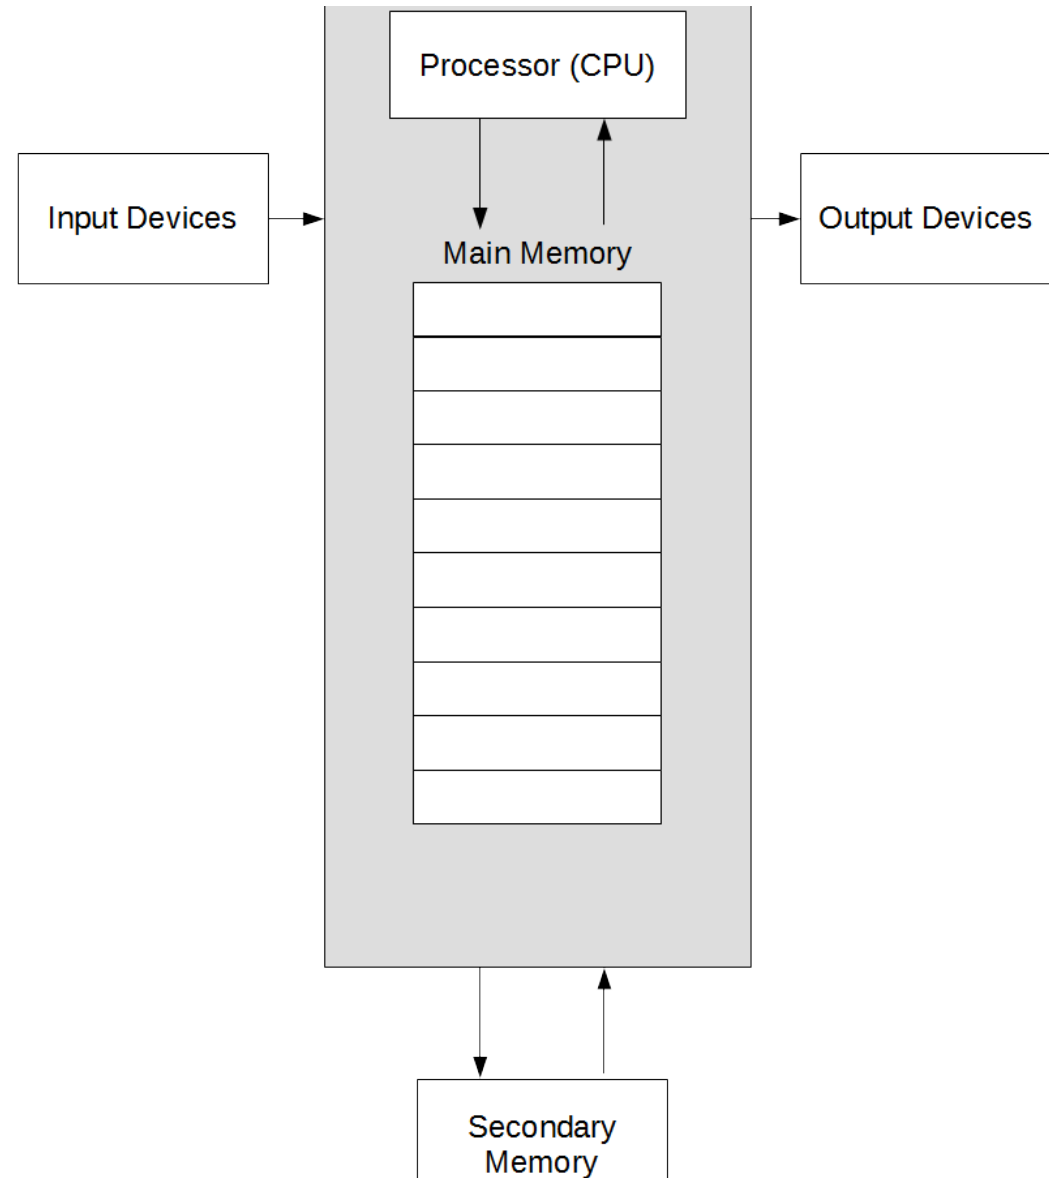 Processor (CPU)
Input Devices
Output Devices
Main Memory
Secondary
Memory